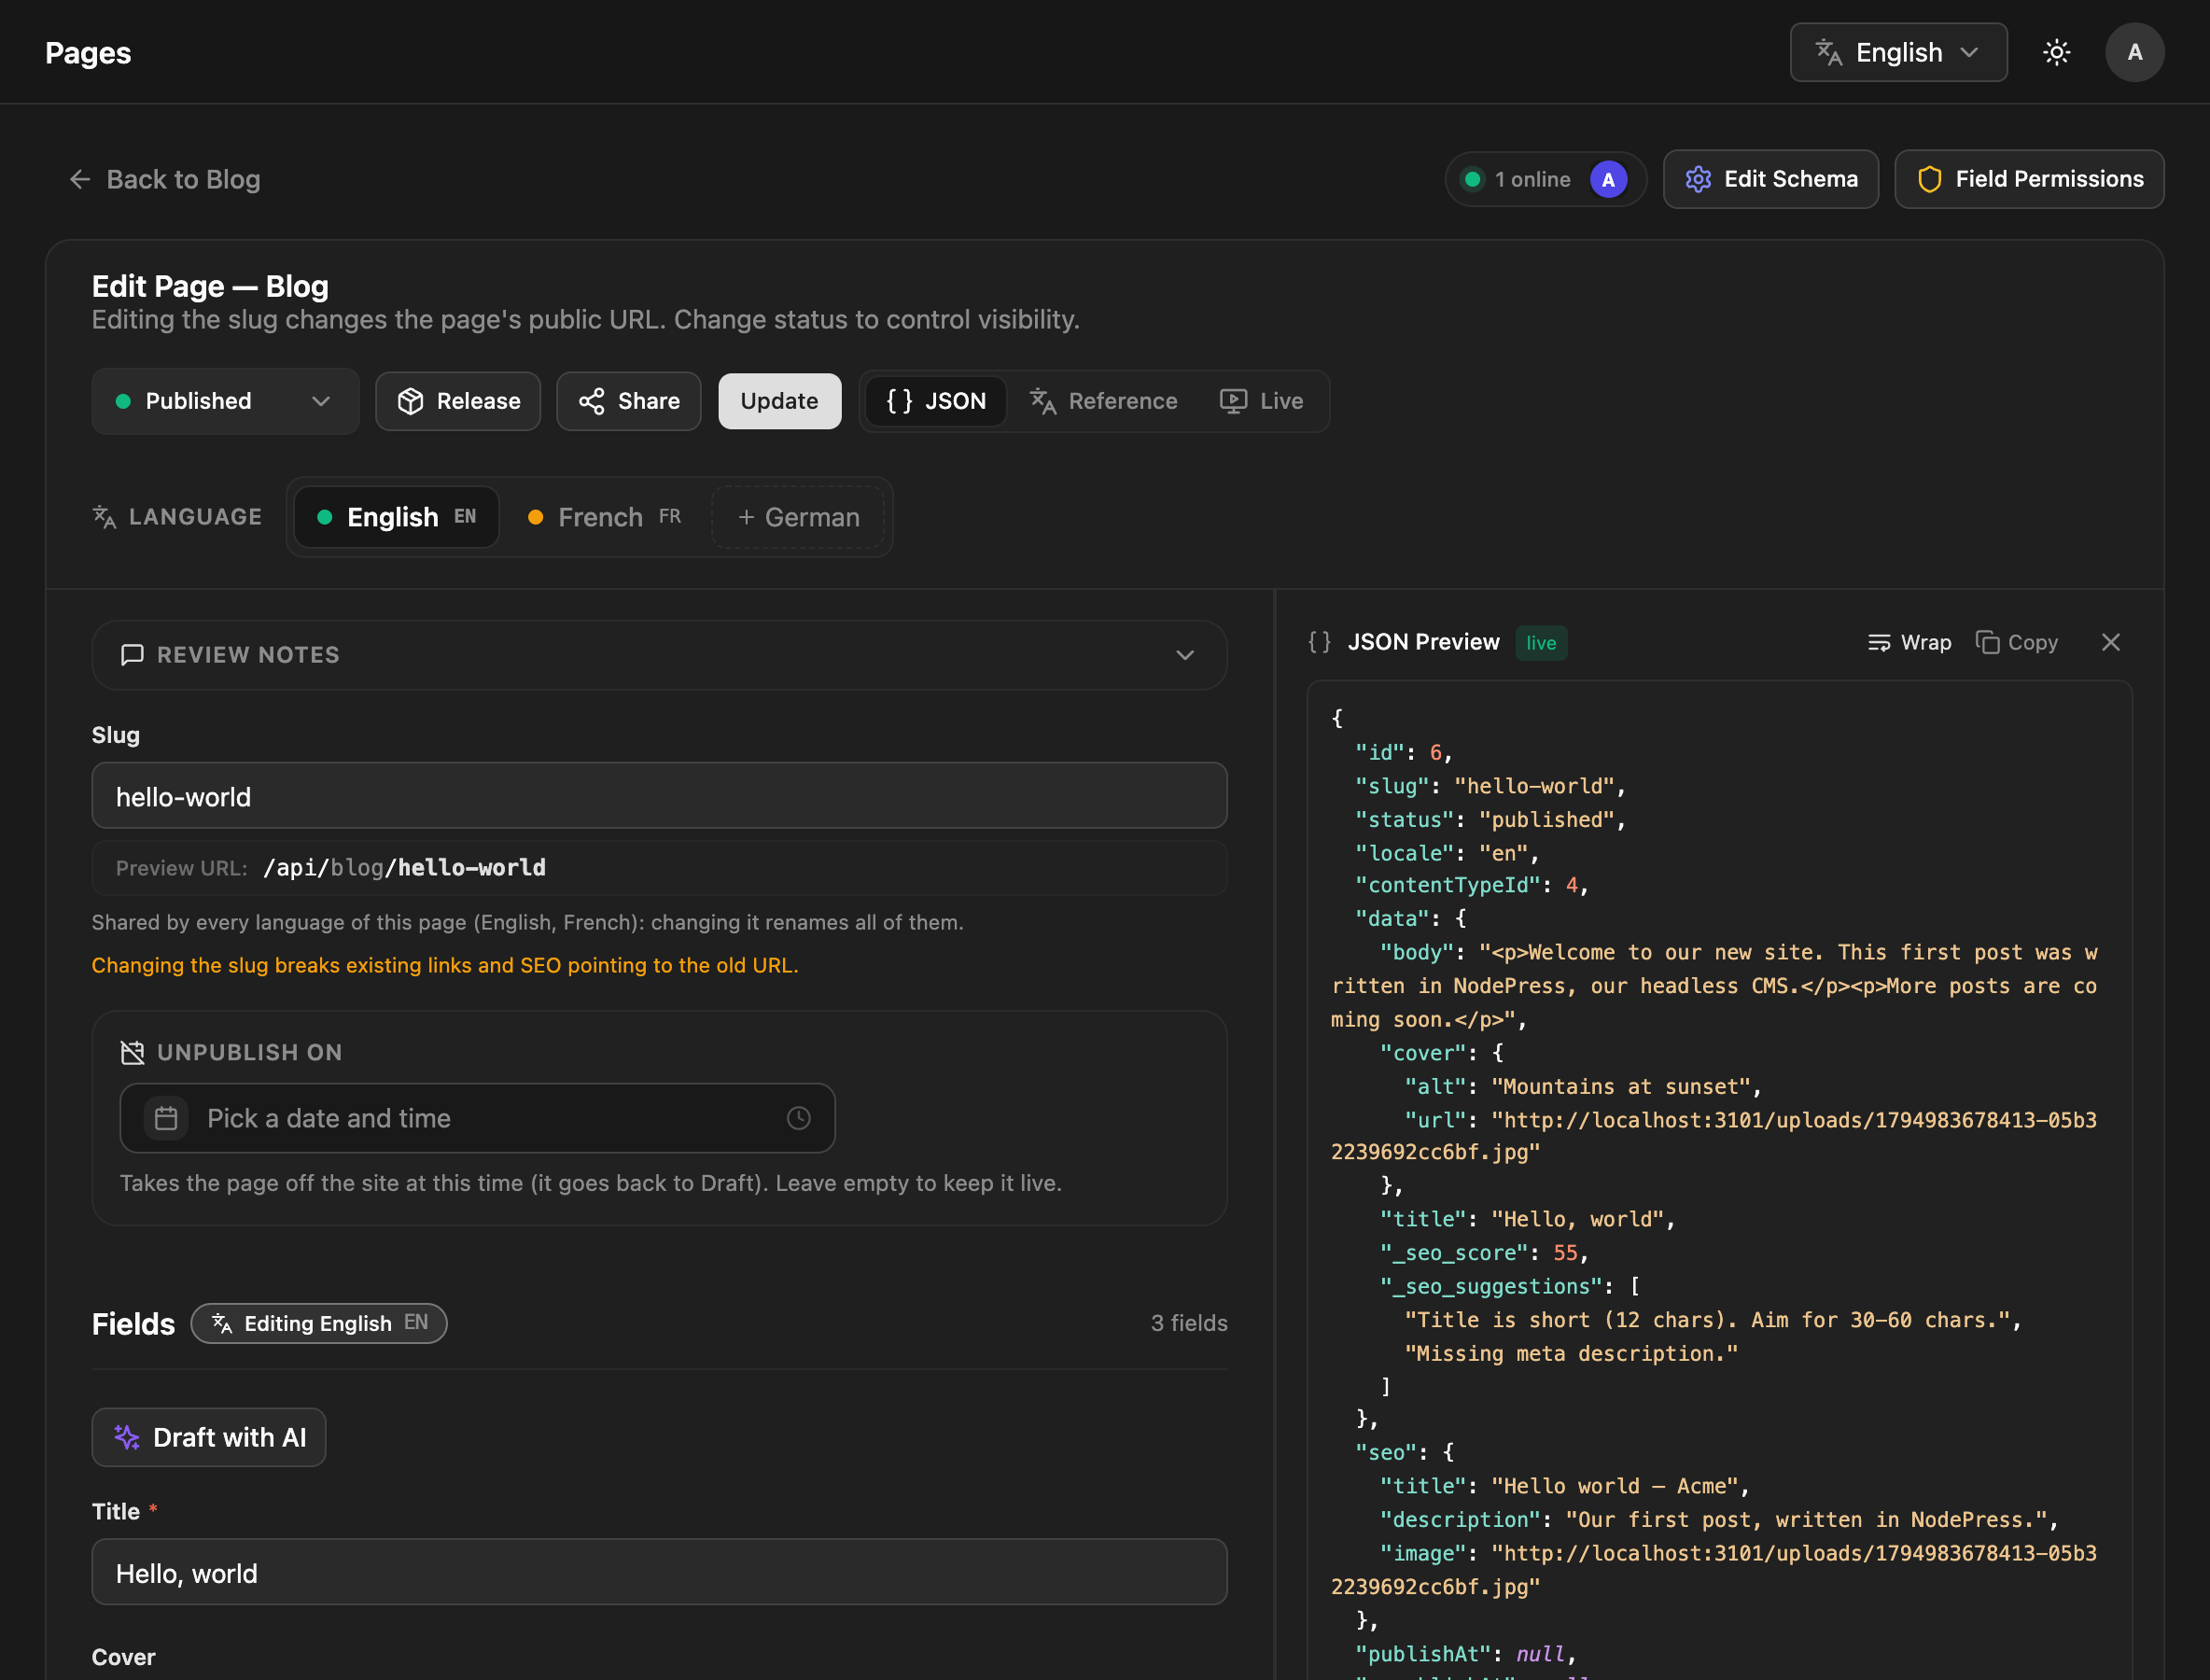 Pages
English
A
Back to Blog
1 online A
Edit Schema
Field Permissions
Edit Page — Blog
Editing the slug changes the page's public URL. Change status to control visibility.
Published
Release
Share
Update
{ } JSON
Reference
Live
LANGUAGE
English EN
French FR
+ German
REVIEW NOTES
Slug
hello-world
Preview URL: /api/blog/hello-world
Shared by every language of this page (English, French): changing it renames all of them.
Changing the slug breaks existing links and SEO pointing to the old URL.
UNPUBLISH ON
Pick a date and time
Takes the page off the site at this time (it goes back to Draft). Leave empty to keep it live.
Fields
Editing English EN
3 fields
Draft with AI
Title *
Hello, world
Cover
{ } JSON Preview live
Wrap
Copy
{
"id": 6,
"slug": "hello-world",
"status": "published",
"locale": "en",
"contentTypeId": 4,
"data": {
"body": "<p>Welcome to our new site. This first post was w
ritten in NodePress, our headless CMS.</p><p>More posts are co
ming soon.</p>",
"cover": {
"alt": "Mountains at sunset",
"url": "http://localhost:3101/uploads/1794983678413-05b3
2239692cc6bf.jpg"
},
"title": "Hello, world",
"_seo_score": 55,
"_seo_suggestions": [
"Title is short (12 chars). Aim for 30-60 chars.",
"Missing meta description."
]
},
"seo": {
"title": "Hello world — Acme",
"description": "Our first post, written in NodePress.",
"image": "http://localhost:3101/uploads/1794983678413-05b3
2239692cc6bf.jpg"
},
"publishAt": null,